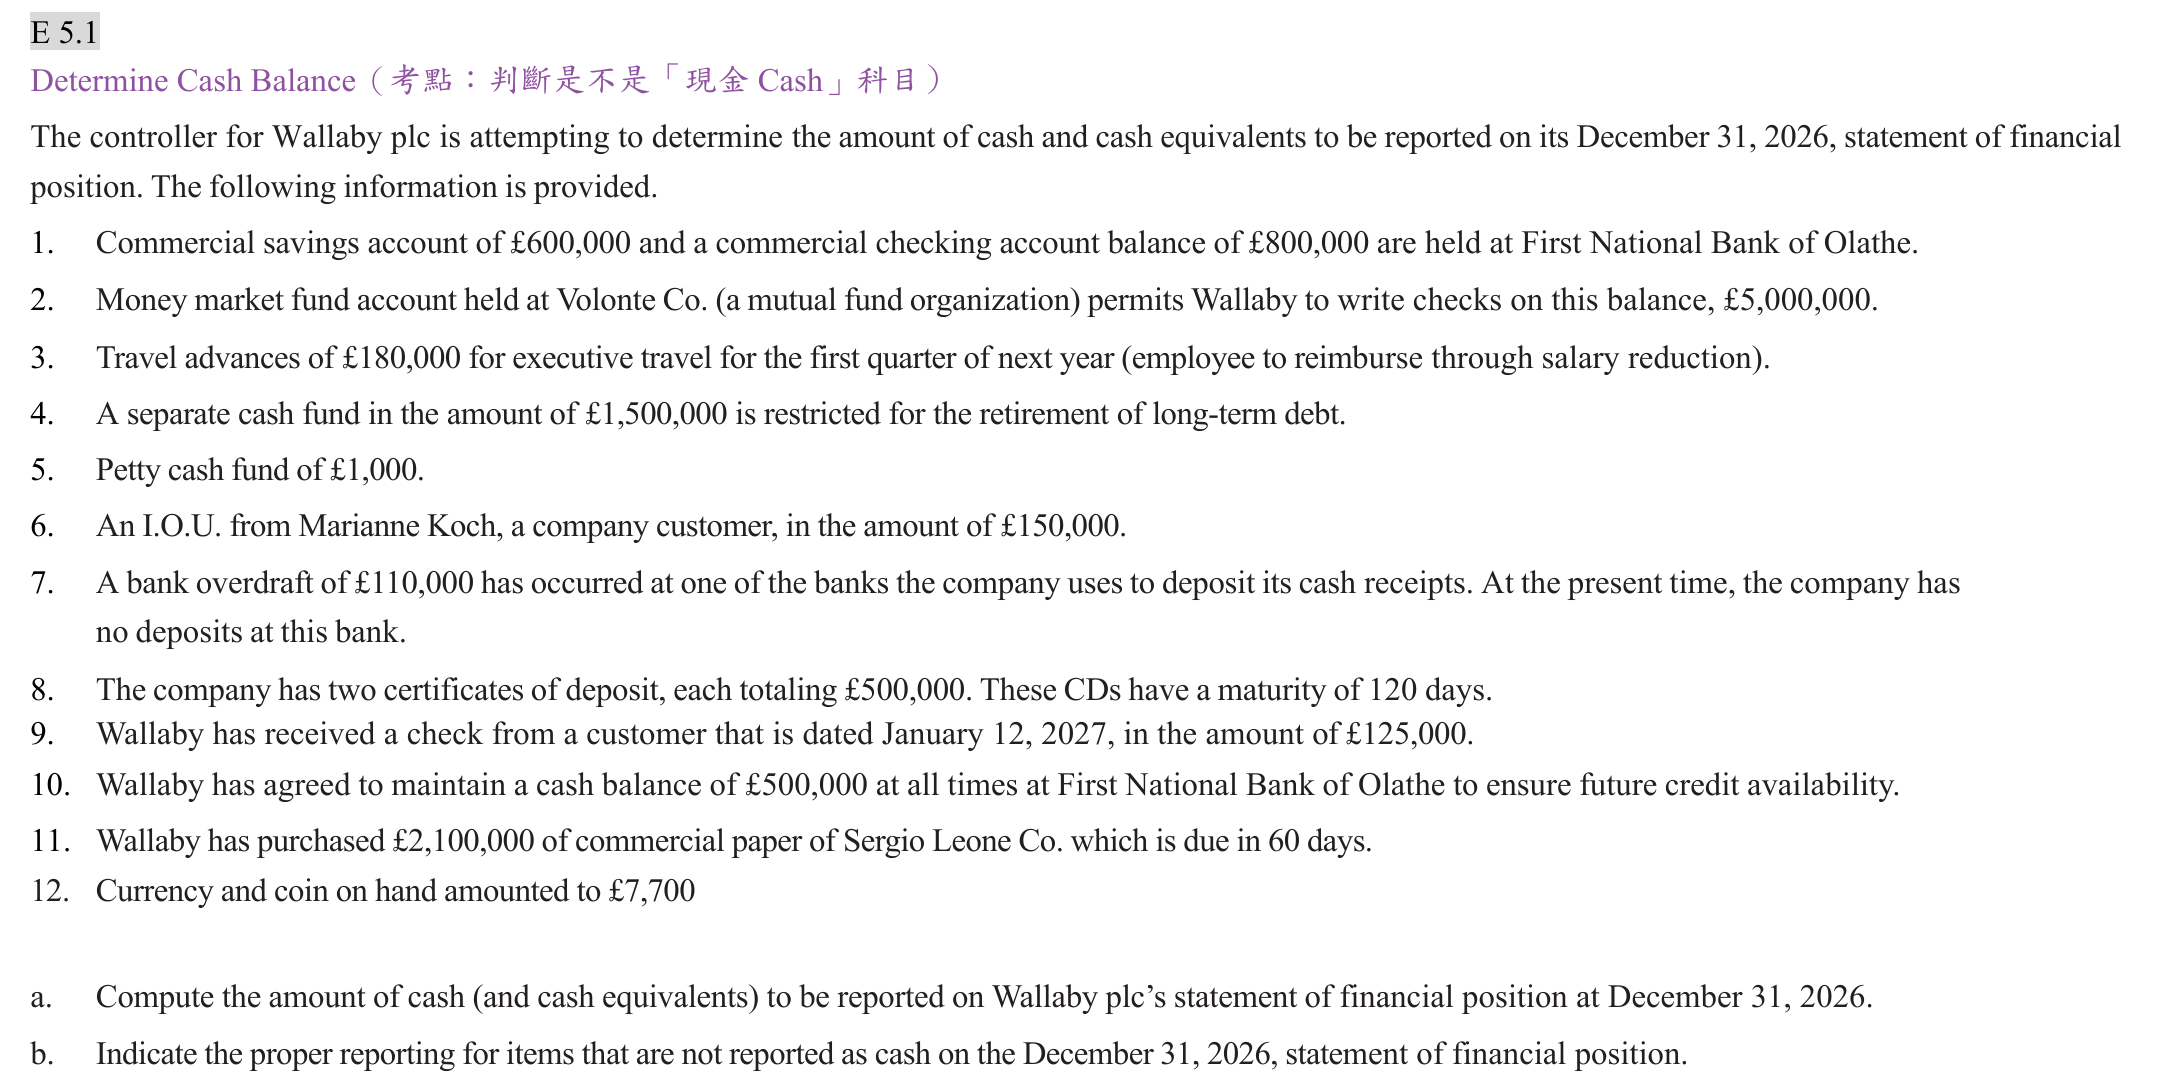 E 5.1
Determine Cash Balance（考點：判斷是不是「現金 Cash」科目）
The controller for Wallaby plc is attempting to determine the amount of cash and cash equivalents to be reported on its December 31, 2026, statement of financial
position. The following information is provided.
1. Commercial savings account of £600,000 and a commercial checking account balance of £800,000 are held at First National Bank of Olathe.
2. Money market fund account held at Volonte Co. (a mutual fund organization) permits Wallaby to write checks on this balance, £5,000,000.
3. Travel advances of £180,000 for executive travel for the first quarter of next year (employee to reimburse through salary reduction).
4. A separate cash fund in the amount of £1,500,000 is restricted for the retirement of long-term debt.
5. Petty cash fund of £1,000.
6. An I.O.U. from Marianne Koch, a company customer, in the amount of £150,000.
7. A bank overdraft of £110,000 has occurred at one of the banks the company uses to deposit its cash receipts. At the present time, the company has
no deposits at this bank.
8. The company has two certificates of deposit, each totaling £500,000. These CDs have a maturity of 120 days.
9. Wallaby has received a check from a customer that is dated January 12, 2027, in the amount of £125,000.
10. Wallaby has agreed to maintain a cash balance of £500,000 at all times at First National Bank of Olathe to ensure future credit availability.
11. Wallaby has purchased £2,100,000 of commercial paper of Sergio Leone Co. which is due in 60 days.
12. Currency and coin on hand amounted to £7,700
a. Compute the amount of cash (and cash equivalents) to be reported on Wallaby plc’s statement of financial position at December 31, 2026.
b. Indicate the proper reporting for items that are not reported as cash on the December 31, 2026, statement of financial position.